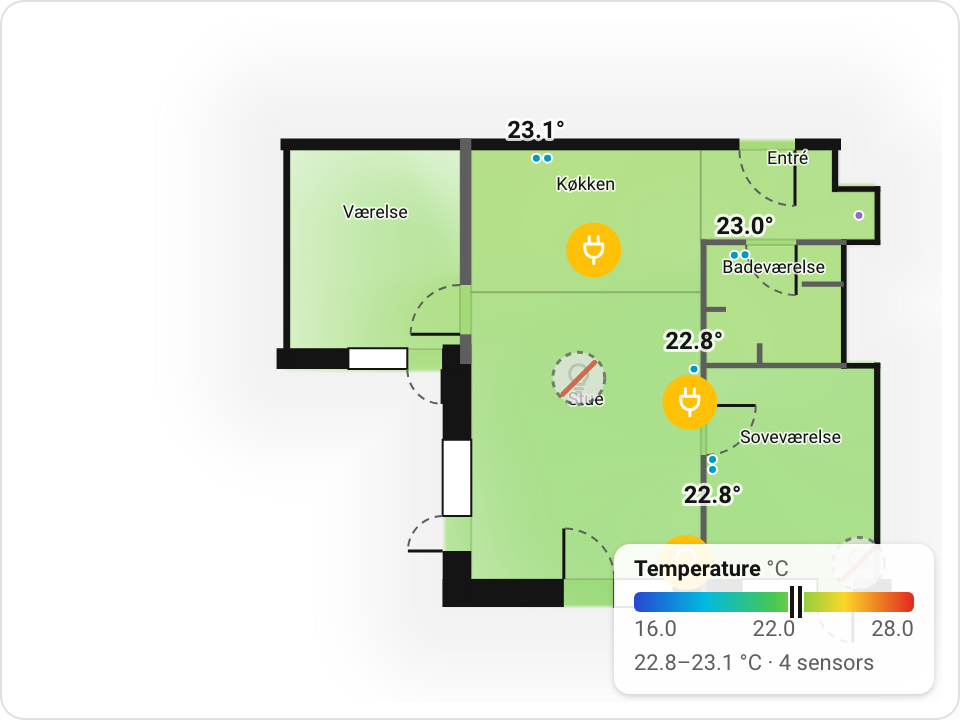 23.1°
Entré
Køkken
Værelse
23.0°
Badeværelse
22.8°
Stue
Soveværelse
22.8°
Temperature °C
16.0 22.0 28.0
22.8–23.1 °C · 4 sensors